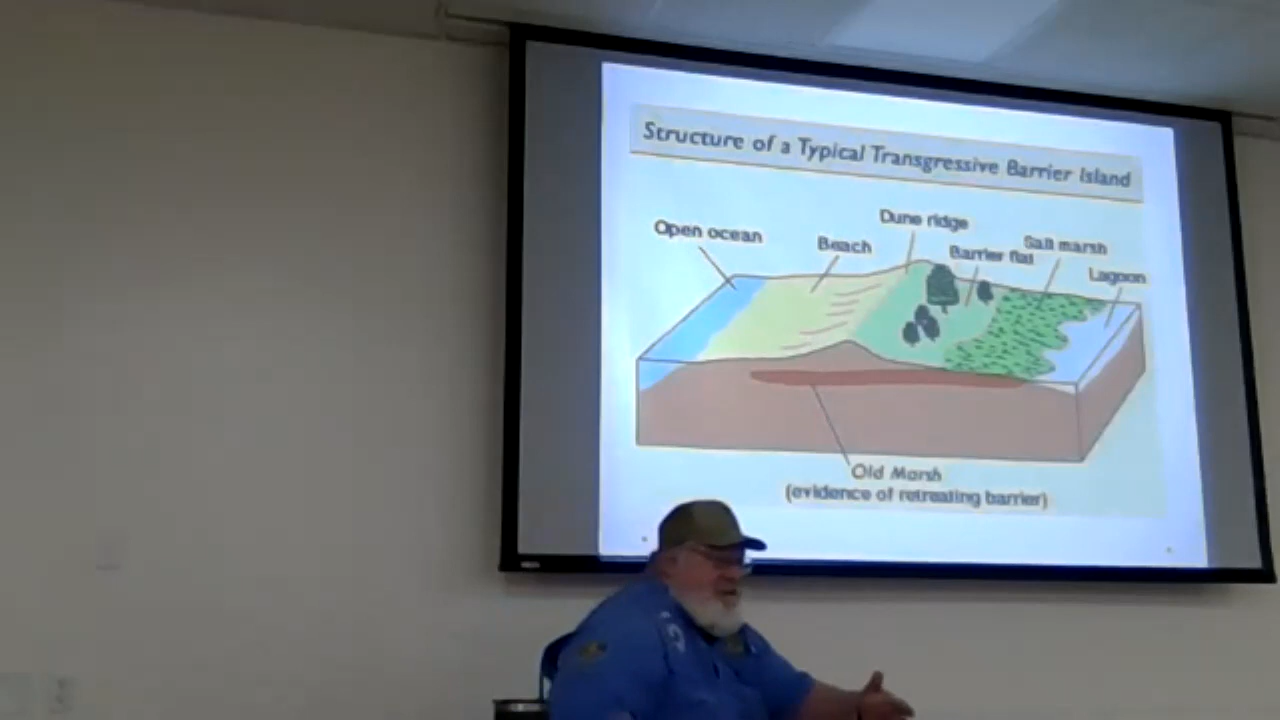 Structure of a Typical Transgressive Barrier Island
Dune ridge
Open ocean
Beach
Barrier flat
Salt marsh
Lagoon
Old Marsh
(evidence of retreating barrier)